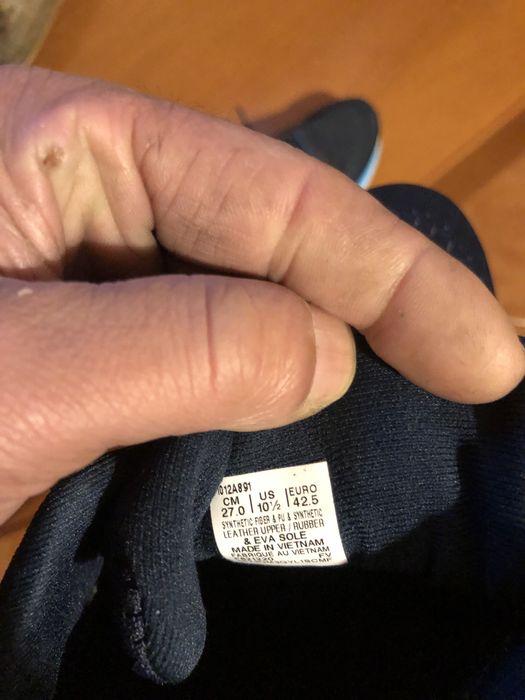 1012A891
CM | US | EURO
27.0 | 10½ | 42.5
SYNTHETIC FIBER & PU & SYNTHETIC
LEATHER UPPER / RUBBER
& EVA SOLE
MADE IN VIETNAM
FABRIQUE AU VIETNAM FV